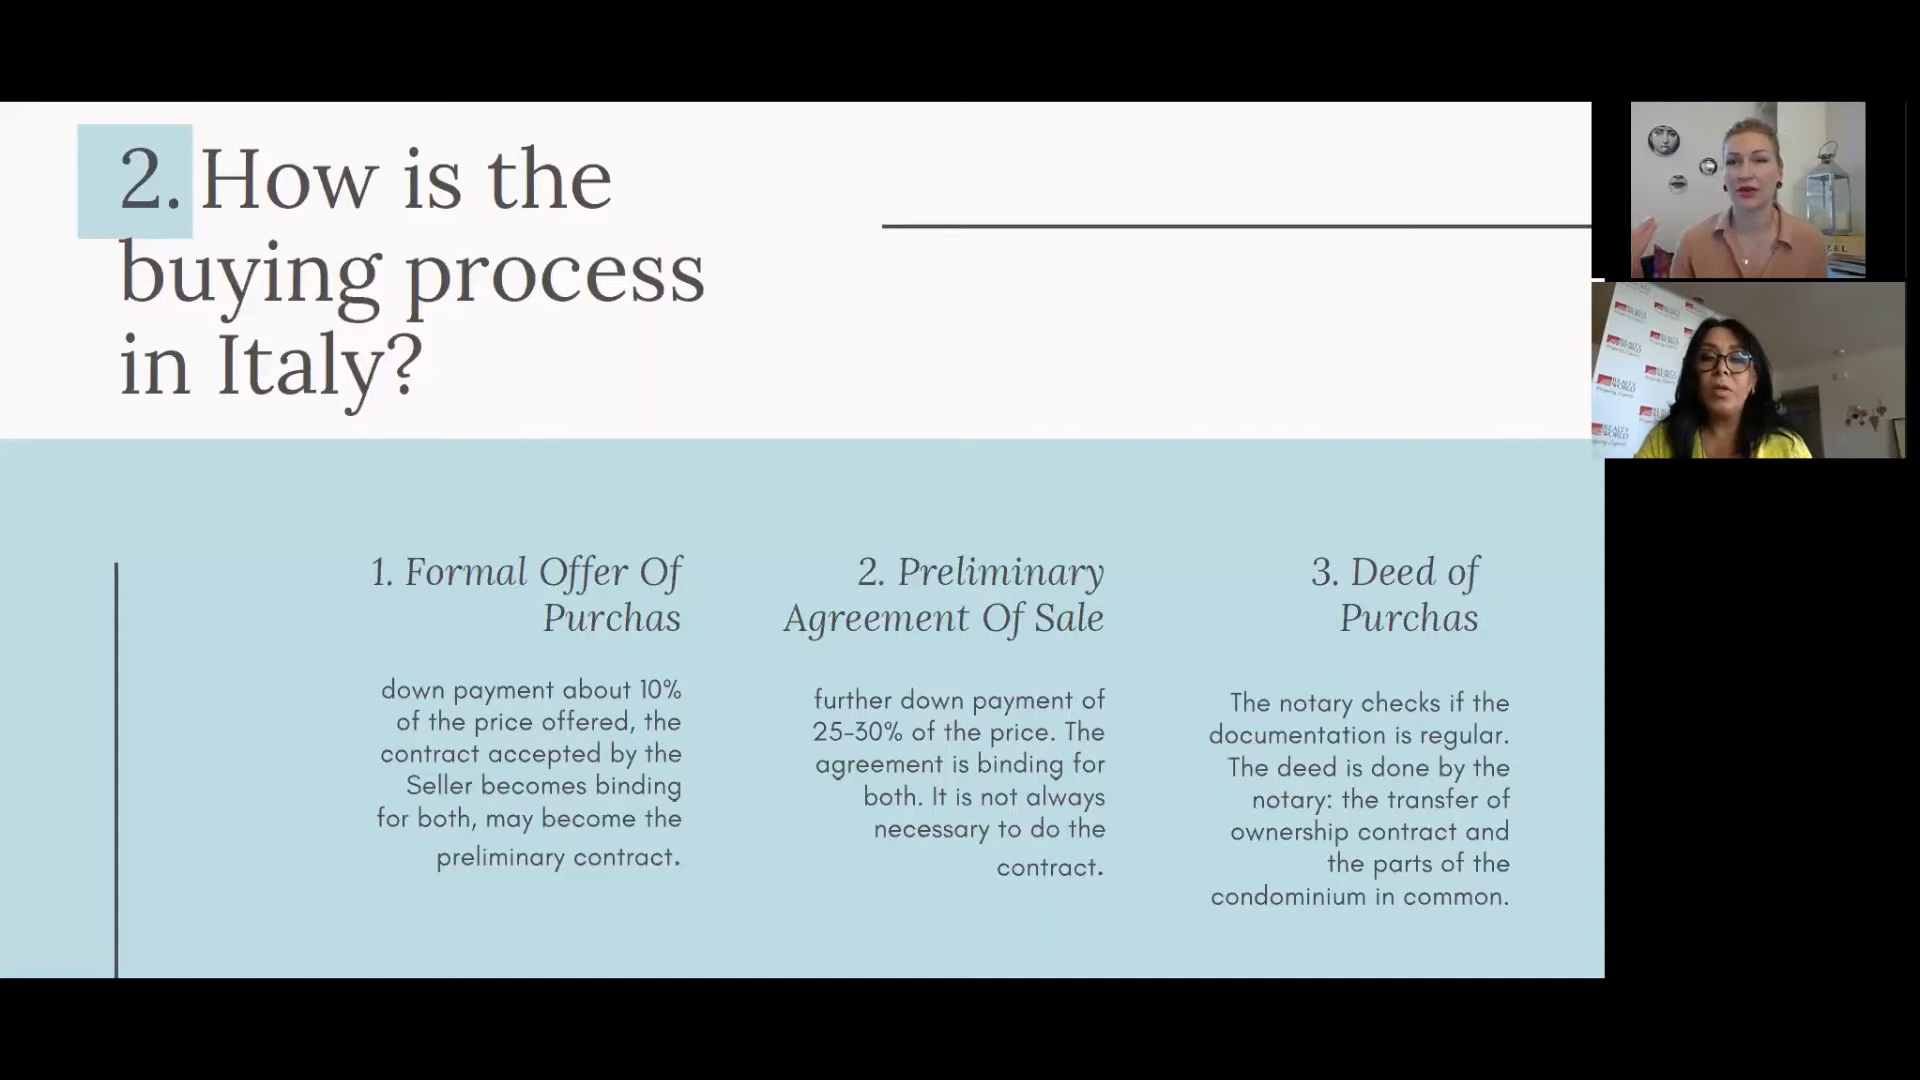 2. How is the
buying process
in Italy?
1. Formal Offer Of
Purchas
down payment about 10%
of the price offered, the
contract accepted by the
Seller becomes binding
for both, may become the
preliminary contract.
2. Preliminary
Agreement Of Sale
further down payment of
25-30% of the price. The
agreement is binding for
both. It is not always
necessary to do the
contract.
3. Deed of
Purchas
The notary checks if the
documentation is regular.
The deed is done by the
notary: the transfer of
ownership contract and
the parts of the
condominium in common.
ZEL
REALTY
WORLD